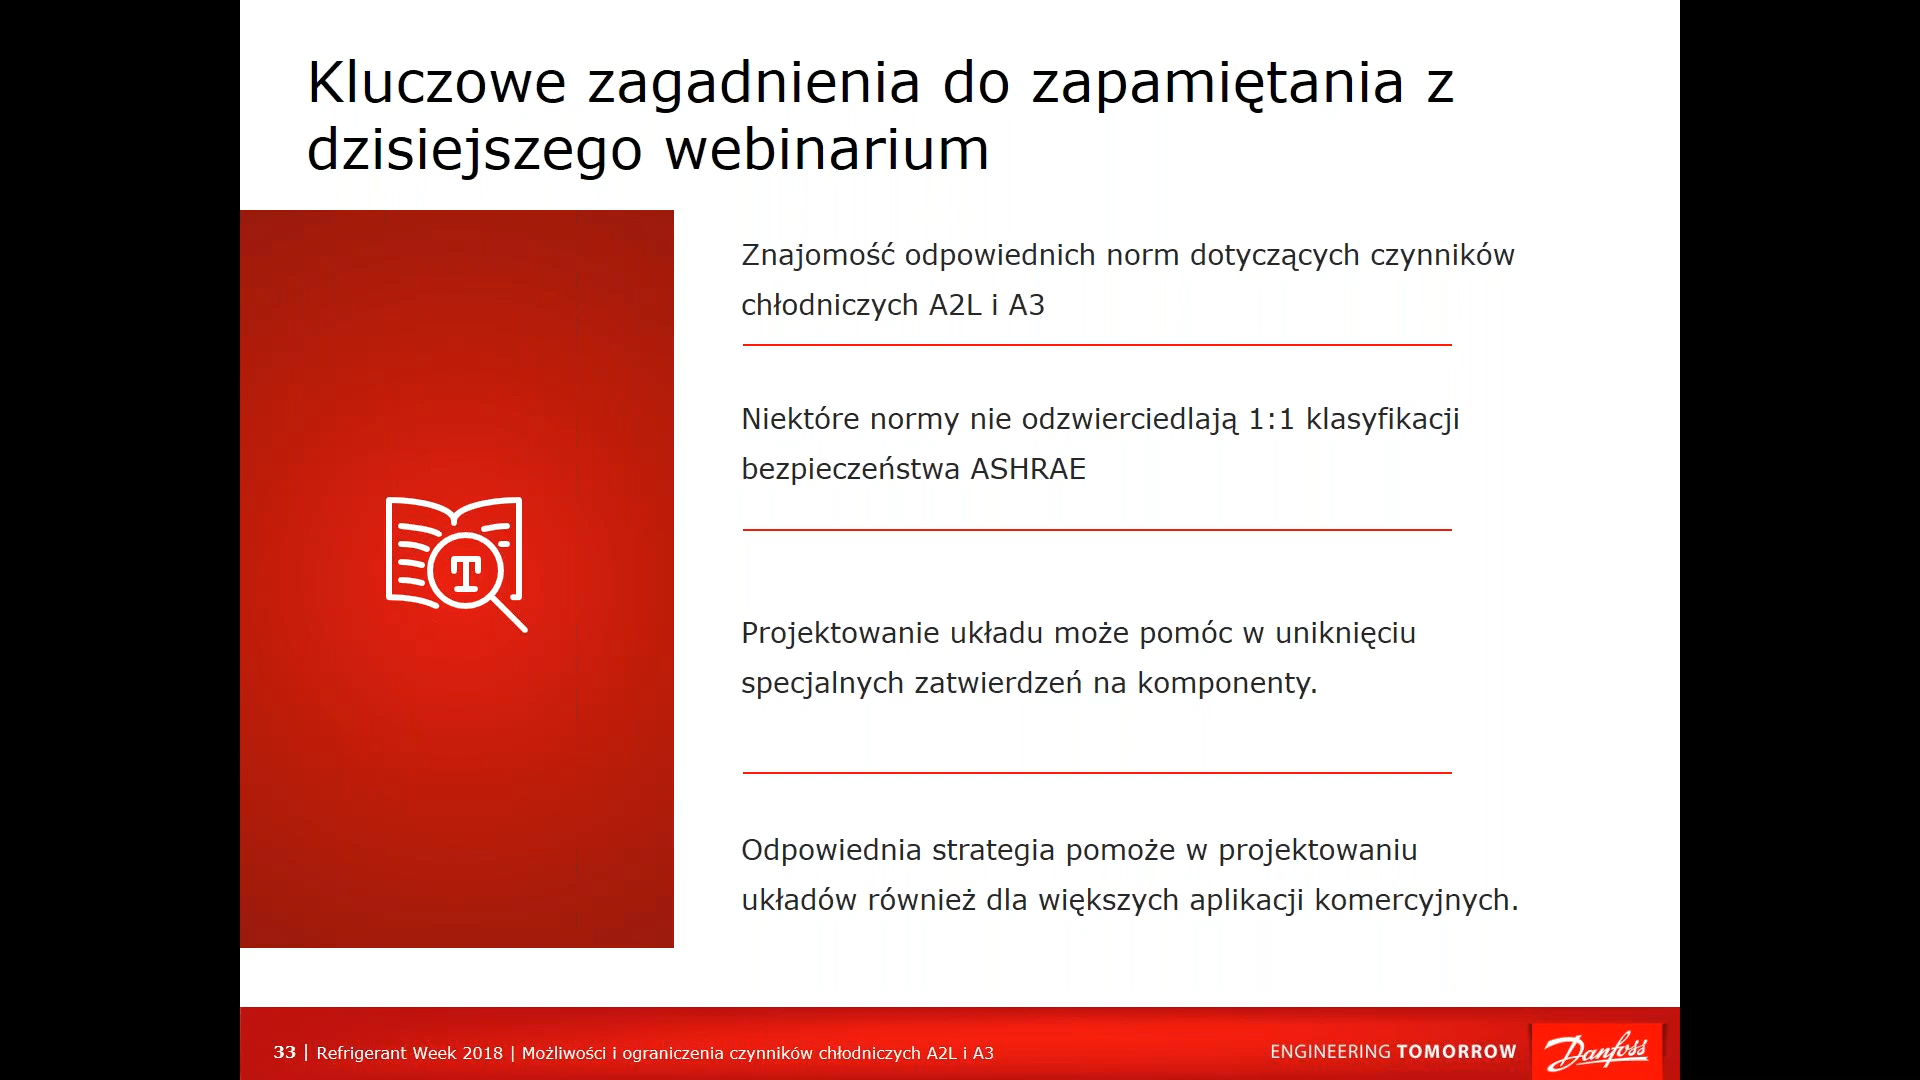 Kluczowe zagadnienia do zapamiętania z
dzisiejszego webinarium
Znajomość odpowiednich norm dotyczących czynników
chłodniczych A2L i A3
Niektóre normy nie odzwierciedlają 1:1 klasyfikacji
bezpieczeństwa ASHRAE
T
Projektowanie układu może pomóc w uniknięciu
specjalnych zatwierdzeń na komponenty.
Odpowiednia strategia pomoże w projektowaniu
układów również dla większych aplikacji komercyjnych.
33 | Refrigerant Week 2018 | Możliwości i ograniczenia czynników chłodniczych A2L i A3
ENGINEERING TOMORROW
Danfoss